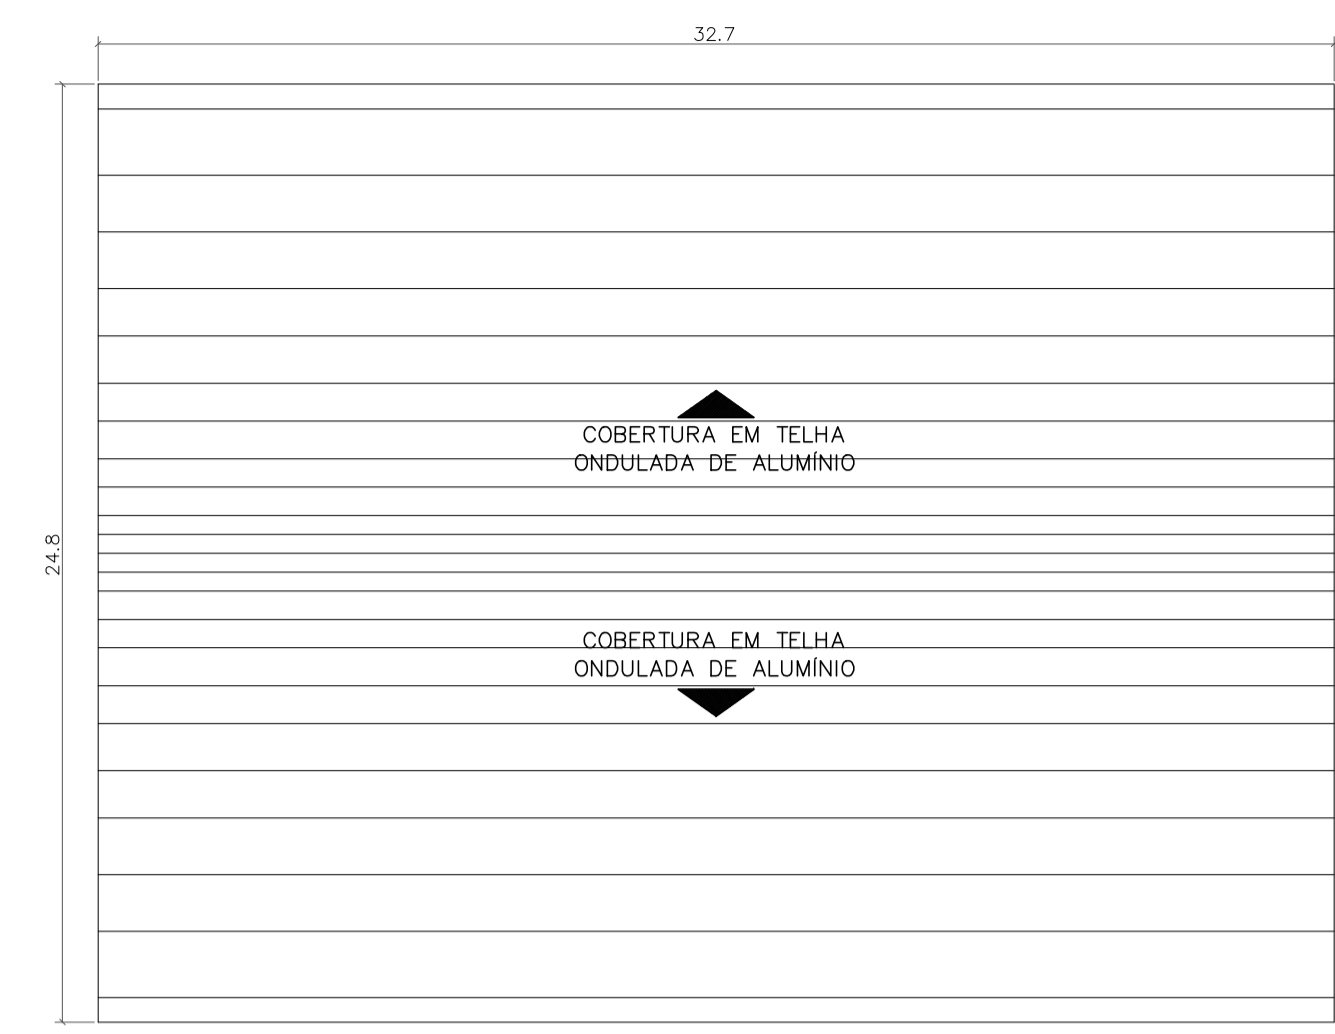 32.7
COBERTURA EM TELHA
ONDULADA DE ALUMÍNIO
24.8
COBERTURA EM TELHA
ONDULADA DE ALUMÍNIO